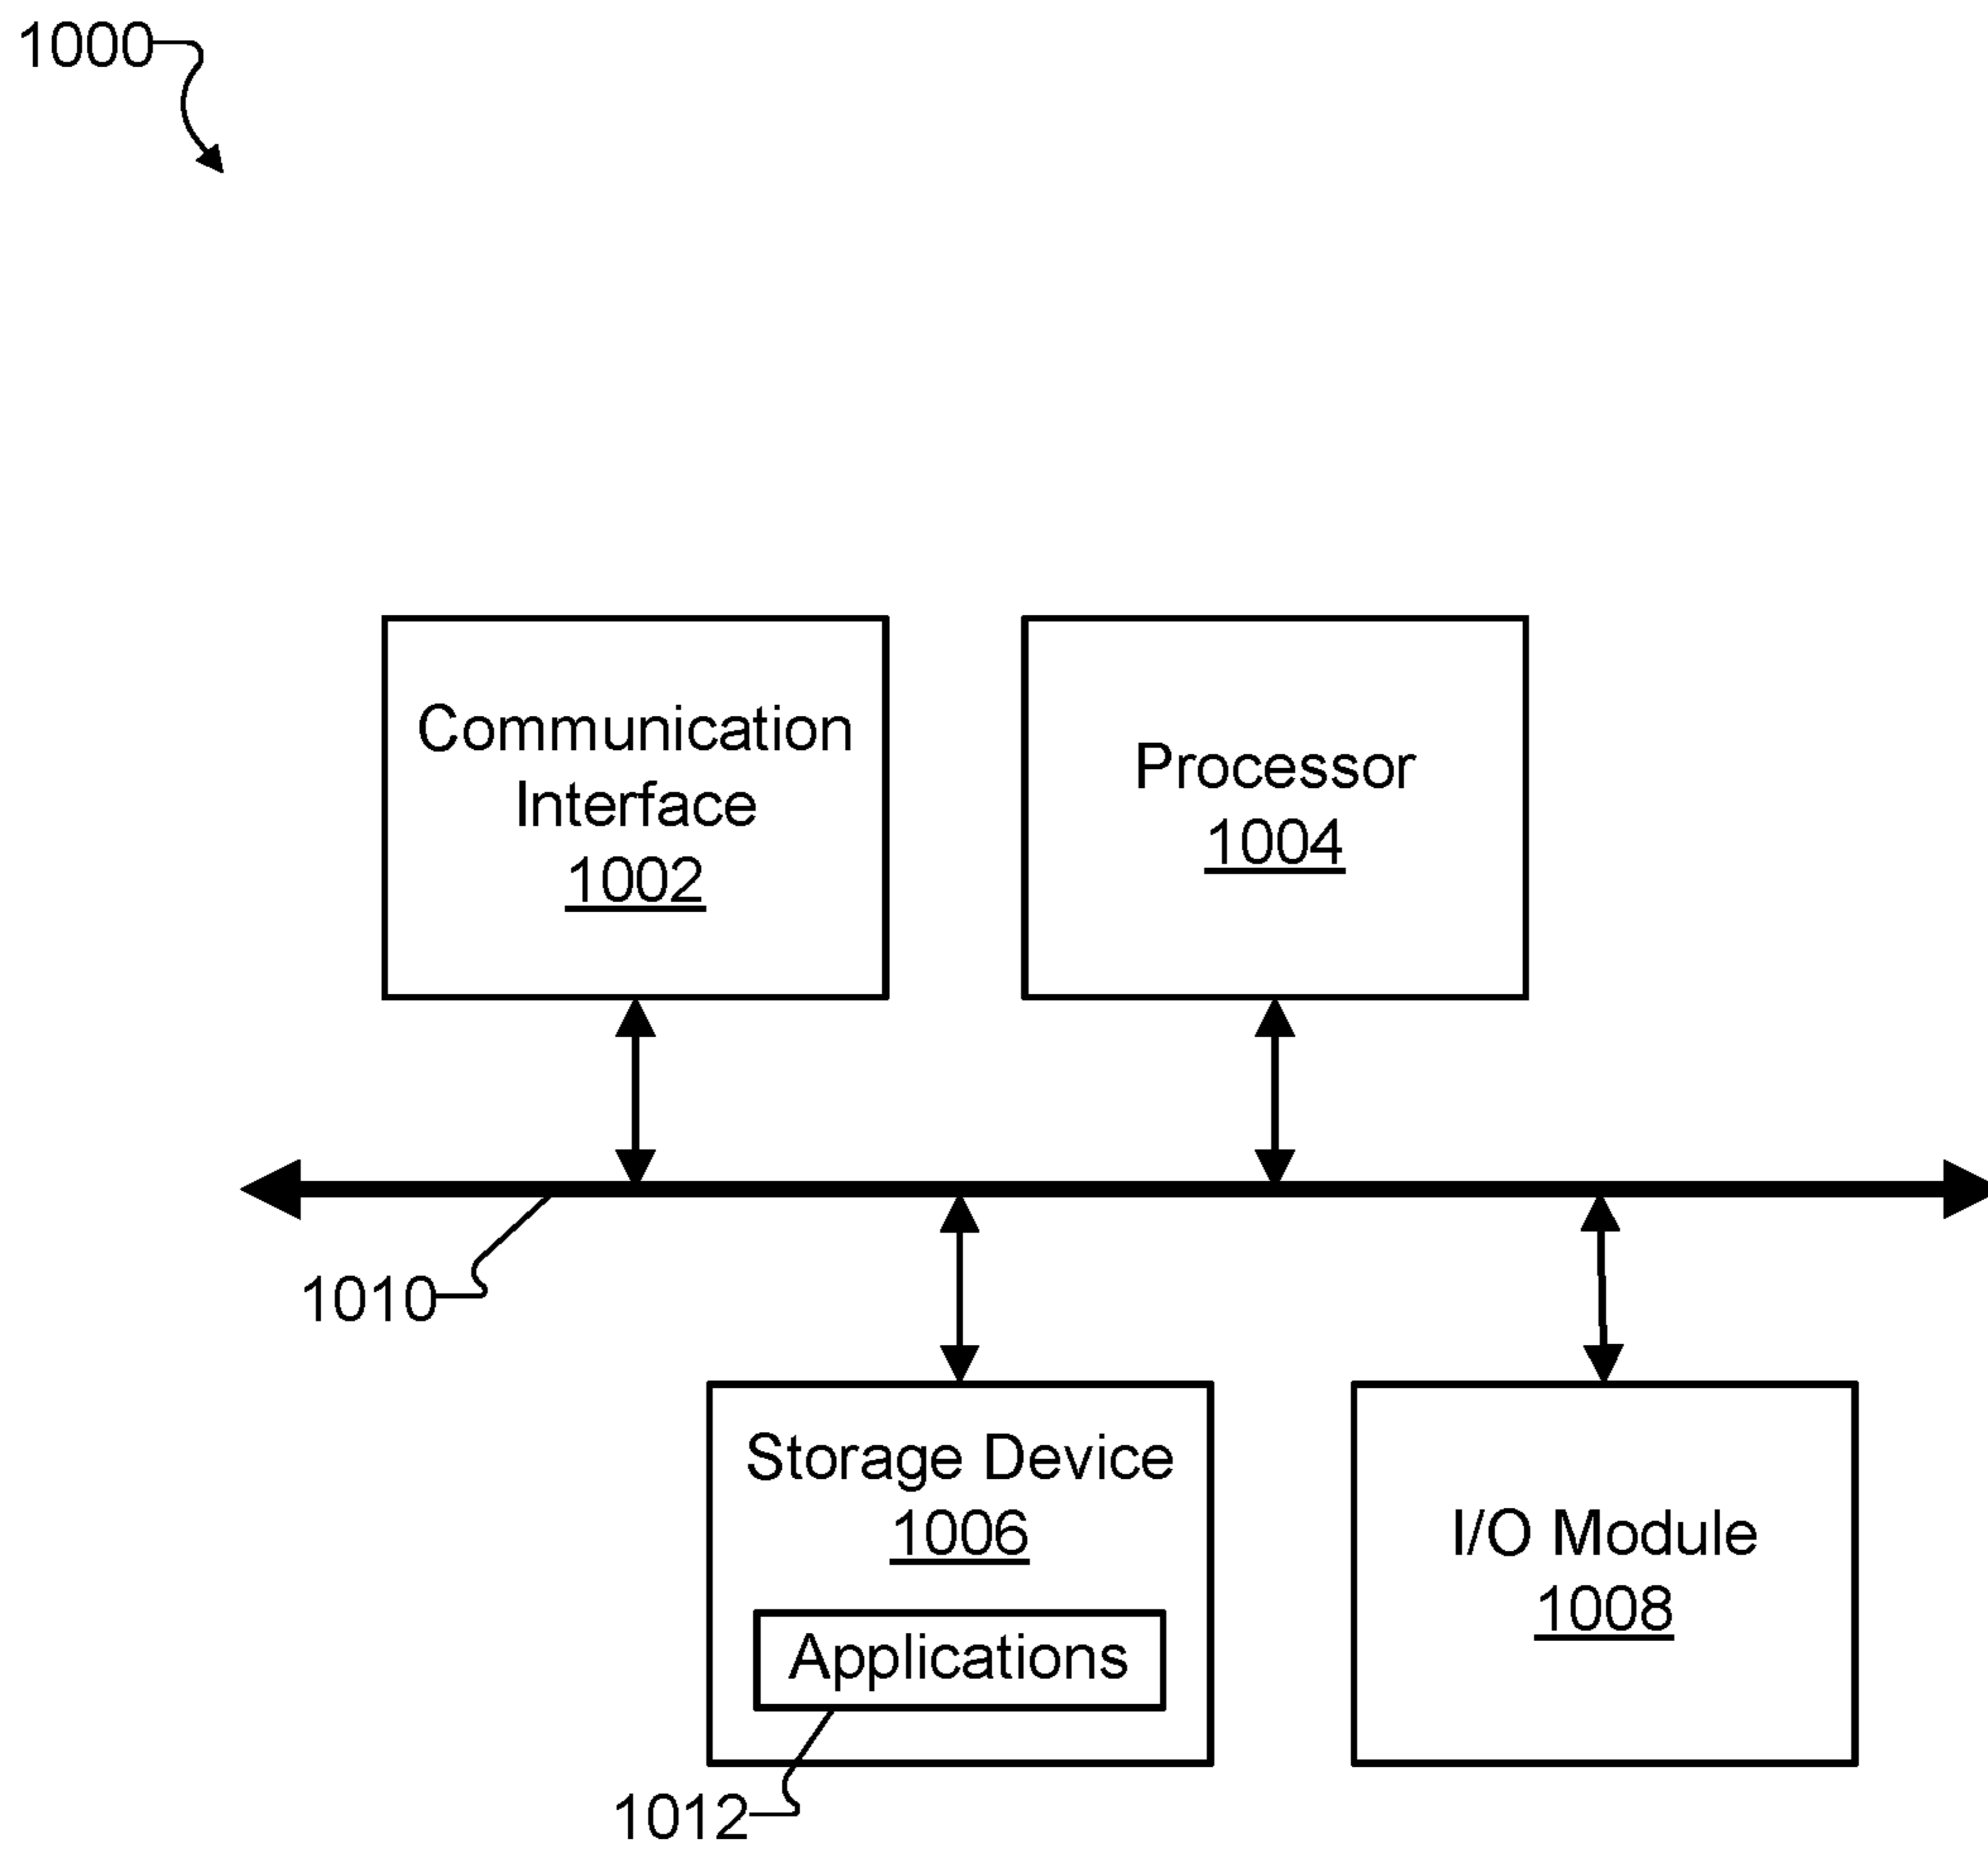 1000
Communication
Interface
1002
Processor
1004
1010
Storage Device
1006
Applications
I/O Module
1008
1012